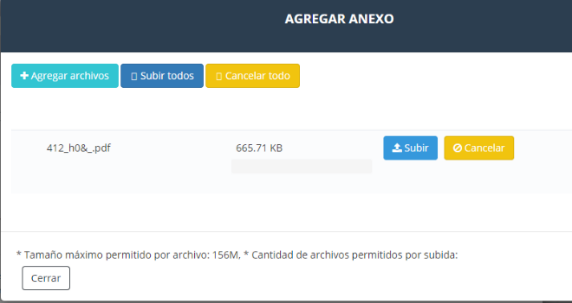 AGREGAR ANEXO
Agregar archivos Subir todos Cancelar todo
412_h0&_.pdf 665.71 KB Subir Cancelar
* Tamaño máximo permitido por archivo: 156M, * Cantidad de archivos permitidos por subida:
Cerrar